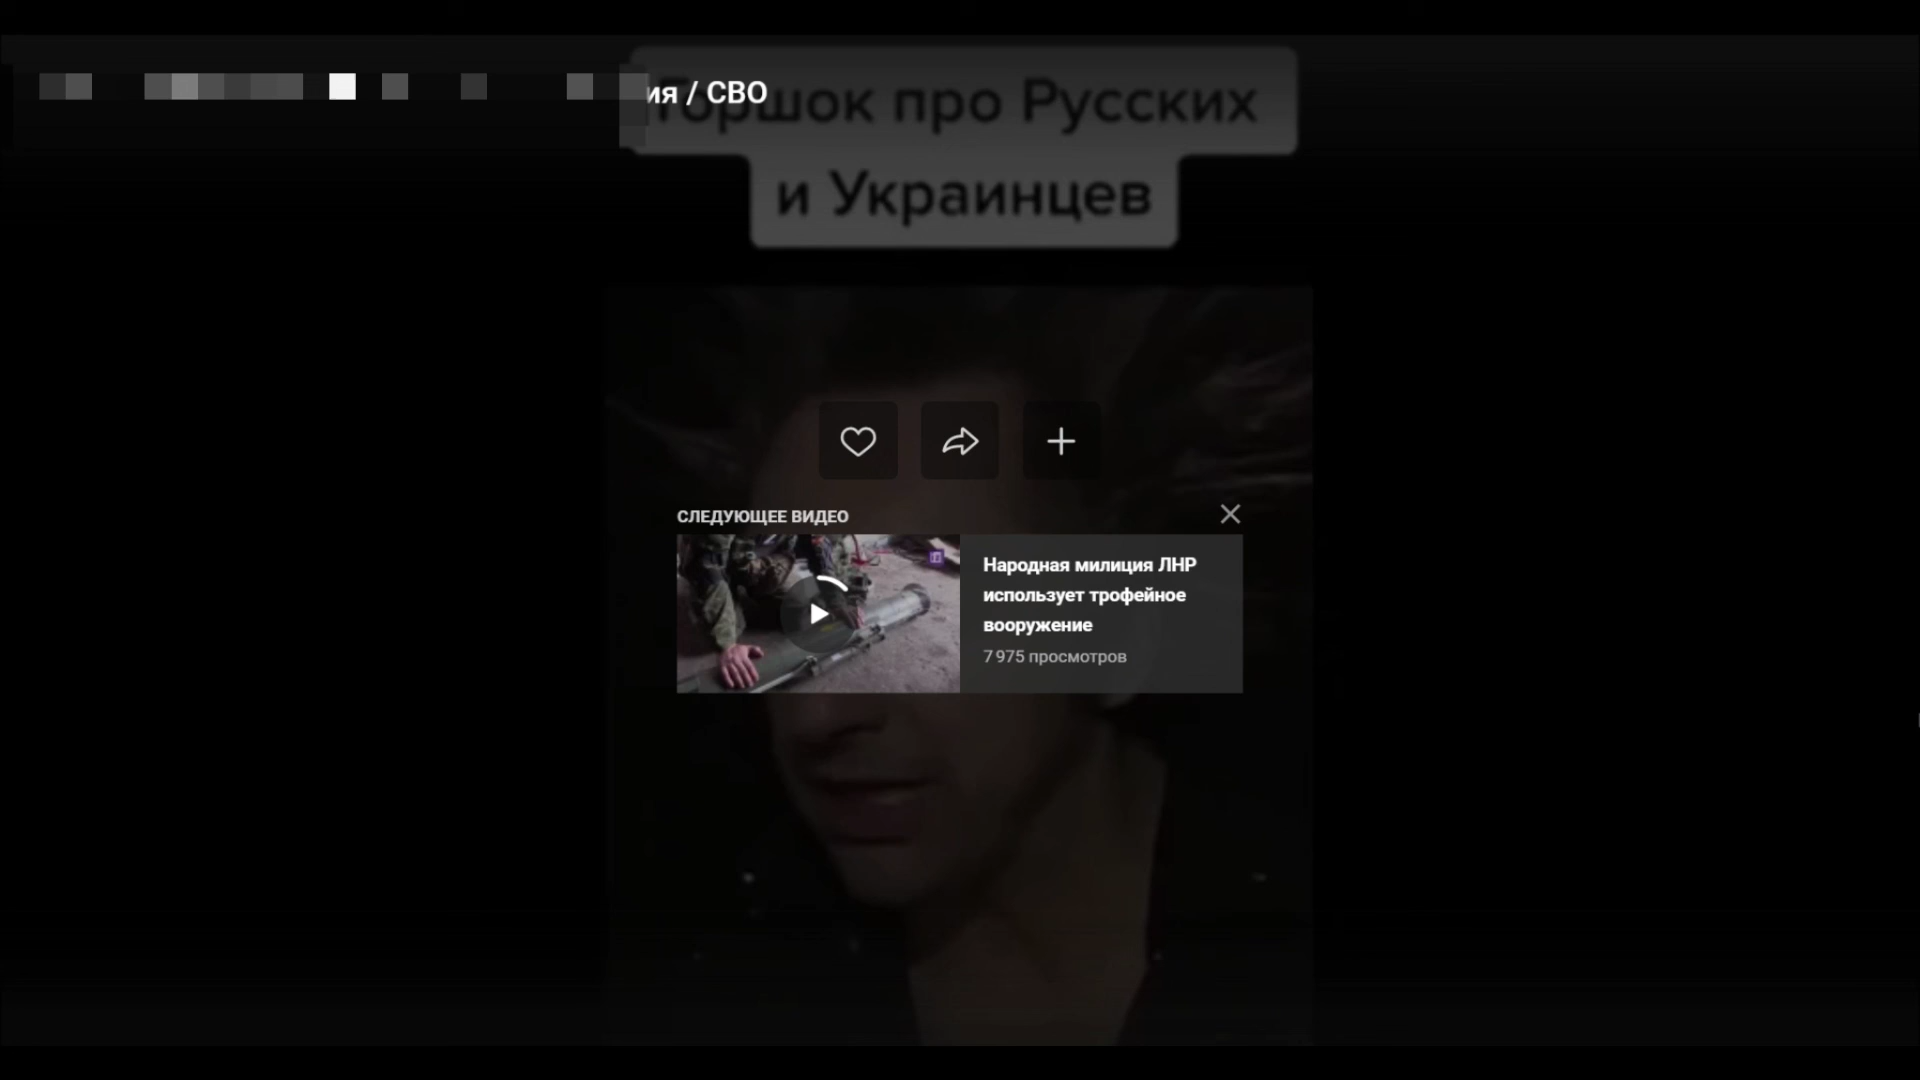 ия / СВО
Горшок про Русских
и Украинцев
СЛЕДУЮЩЕЕ ВИДЕО
Народная милиция ЛНР
использует трофейное
вооружение
7 975 просмотров